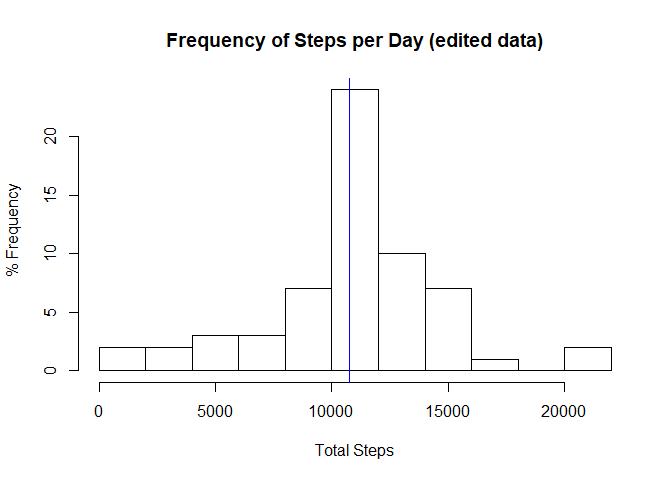 Frequency of Steps per Day (edited data)
% Frequency
20
15
10
5
0
0 5000 10000 15000 20000
Total Steps